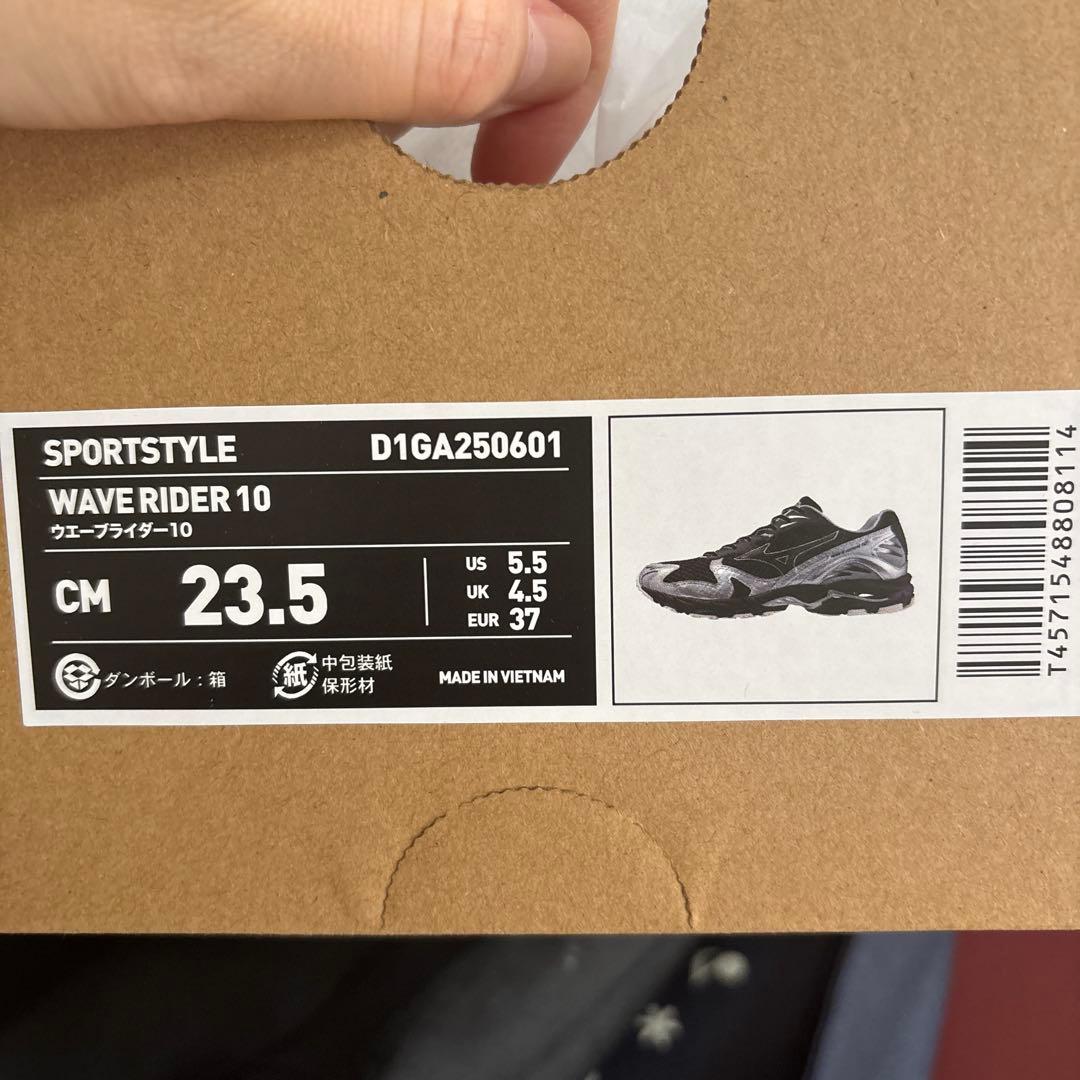 SPORTSTYLE D1GA250601
WAVE RIDER 10
ウエーブライダー10
CM 23.5
US 5.5
UK 4.5
EUR 37
ダンボール：箱
紙 中包装紙
保形材
MADE IN VIETNAM
T4571548808114